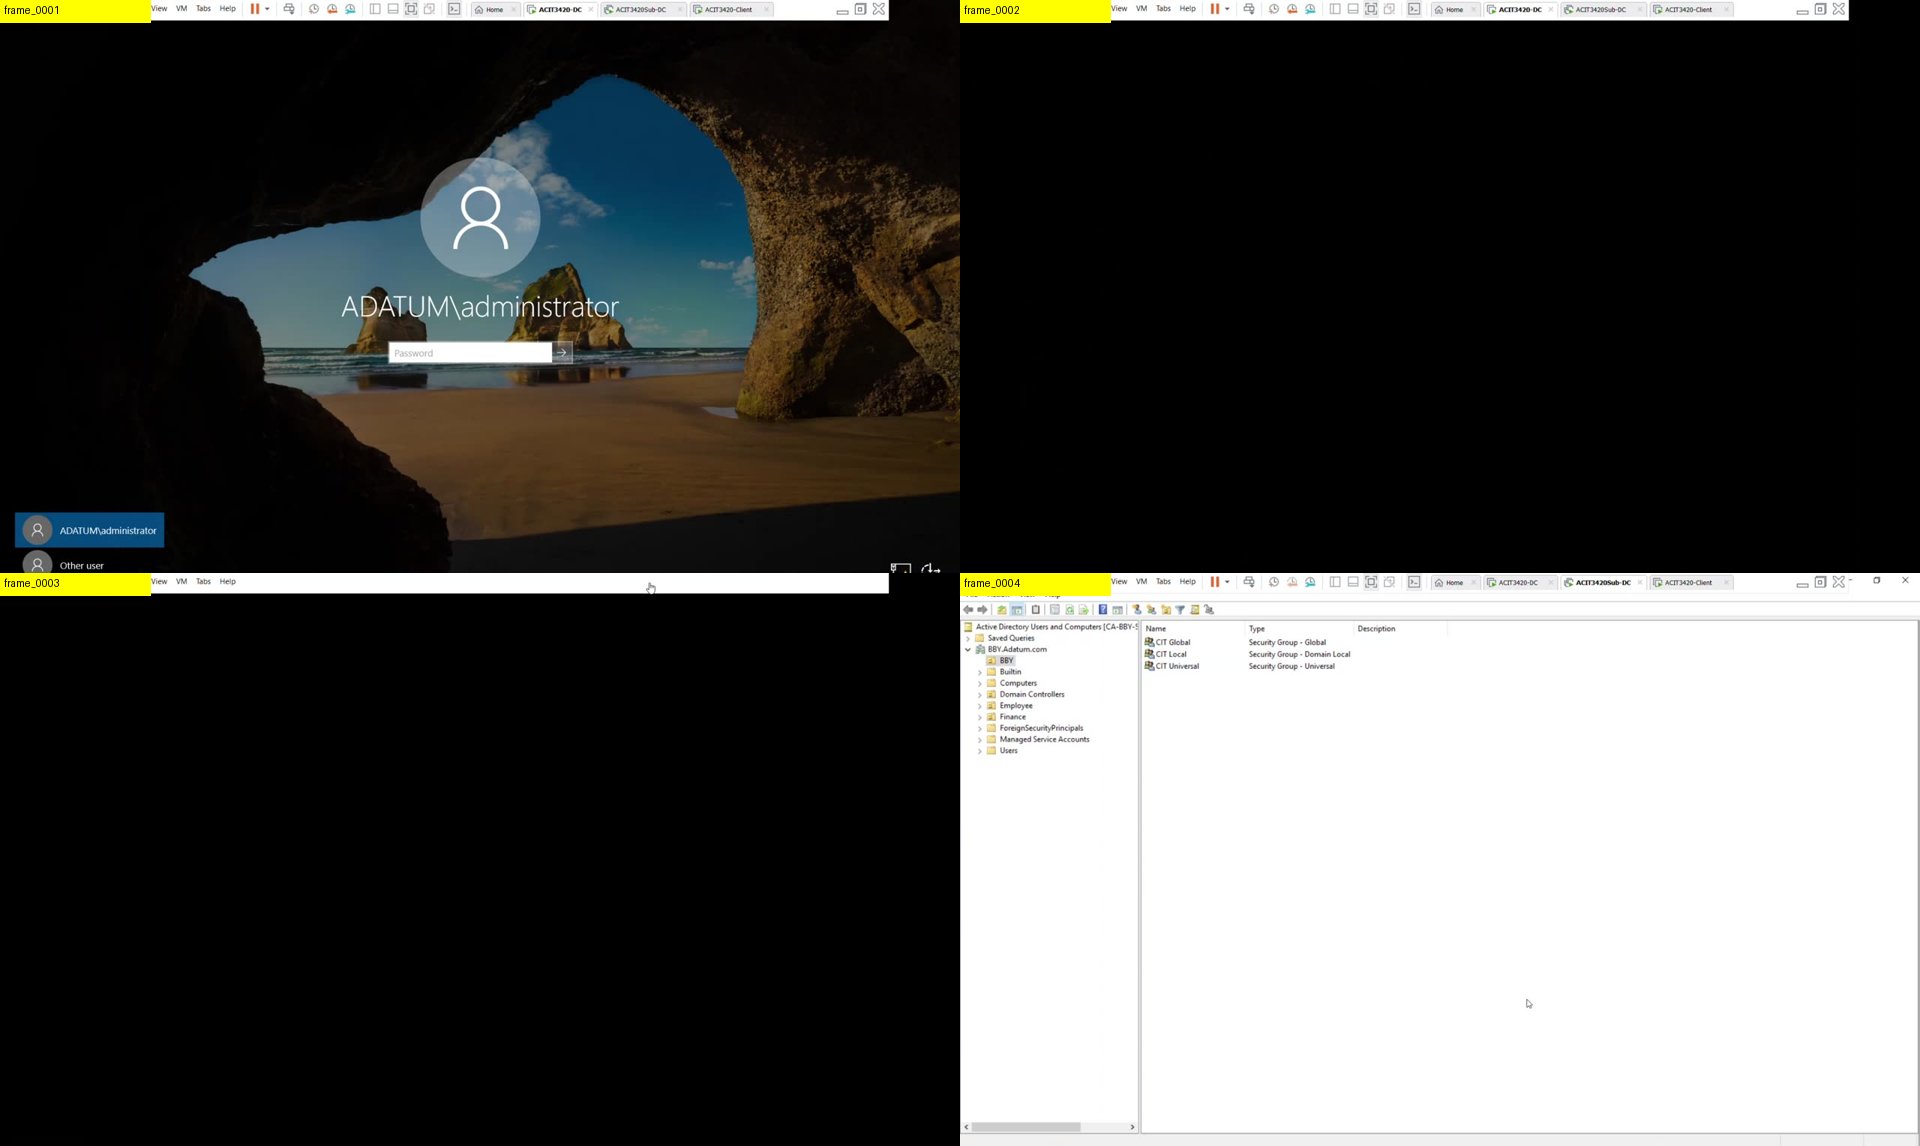 frame_0001
View VM Tabs Help
Home
ACIT3420-DC
ACIT3420Sub-DC
ACIT3420-Client
ADATUM\administrator
Password
ADATUM\administrator
Other user
frame_0002
View VM Tabs Help
Home
ACIT3420-DC
ACIT3420Sub-DC
ACIT3420-Client
frame_0003
View VM Tabs Help
frame_0004
View VM Tabs Help
Home
ACIT3420-DC
ACIT3420Sub-DC
ACIT3420-Client
Active Directory Users and Computers [CA-BBY-S
Saved Queries
BBY.Adatum.com
BBY
Builtin
Computers
Domain Controllers
Employee
Finance
ForeignSecurityPrincipals
Managed Service Accounts
Users
Name Type Description
CIT Global Security Group - Global
CIT Local Security Group - Domain Local
CIT Universal Security Group - Universal